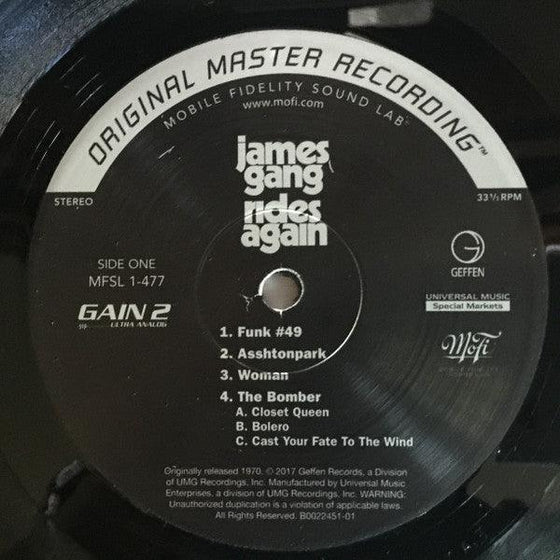 ORIGINAL MASTER RECORDING™
MOBILE FIDELITY SOUND LAB
www.mofi.com
james
gang
rides
again
STEREO
33⅓ RPM
SIDE ONE
MFSL 1-477
GEFFEN
UNIVERSAL MUSIC
Special Markets
GAIN 2
ULTRA ANALOG
MoFi
1. Funk #49
2. Asshtonpark
3. Woman
4. The Bomber
A. Closet Queen
B. Bolero
C. Cast Your Fate To The Wind
Originally released 1970. © 2017 Geffen Records, a Division
of UMG Recordings, Inc. Manufactured by Universal Music
Enterprises, a division of UMG Recordings, Inc. WARNING:
Unauthorized duplication is a violation of applicable laws.
All Rights Reserved. B0022451-01